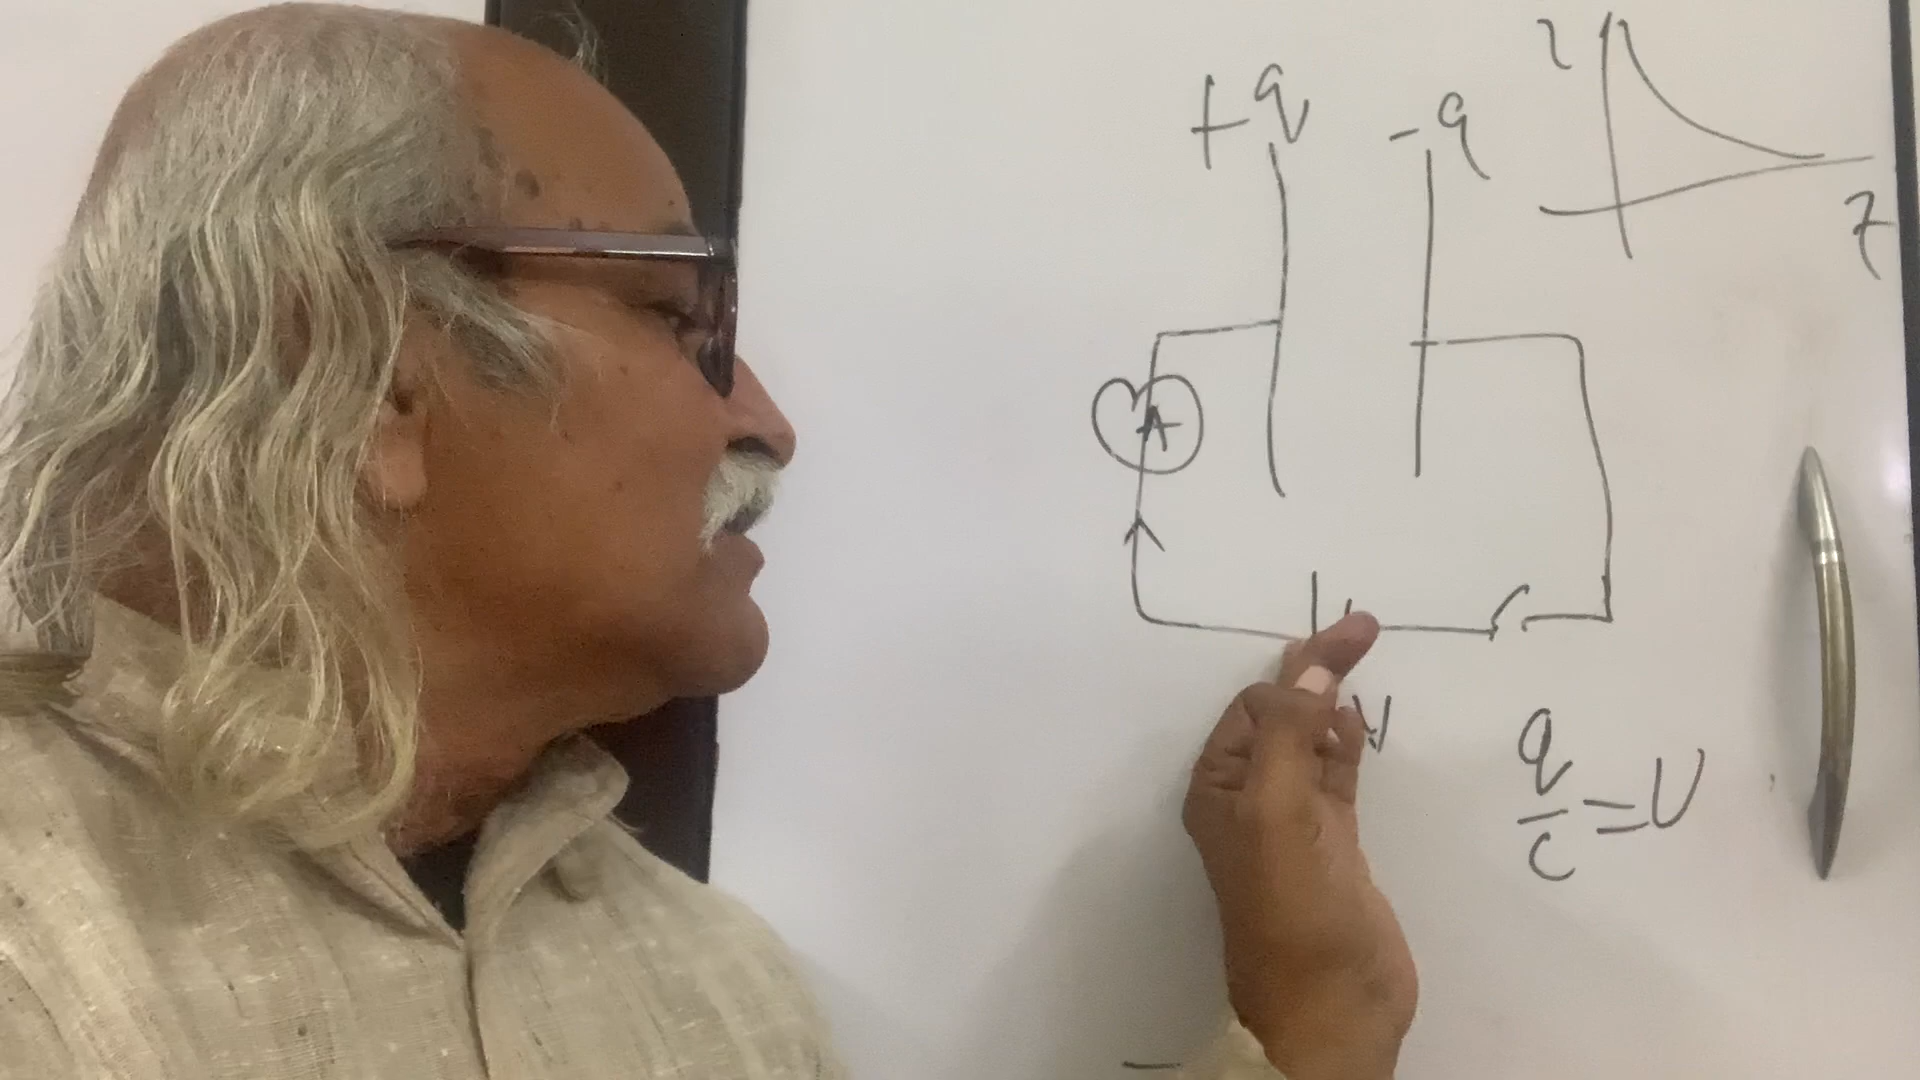 +q -q
i
t
A
V
q/c = V